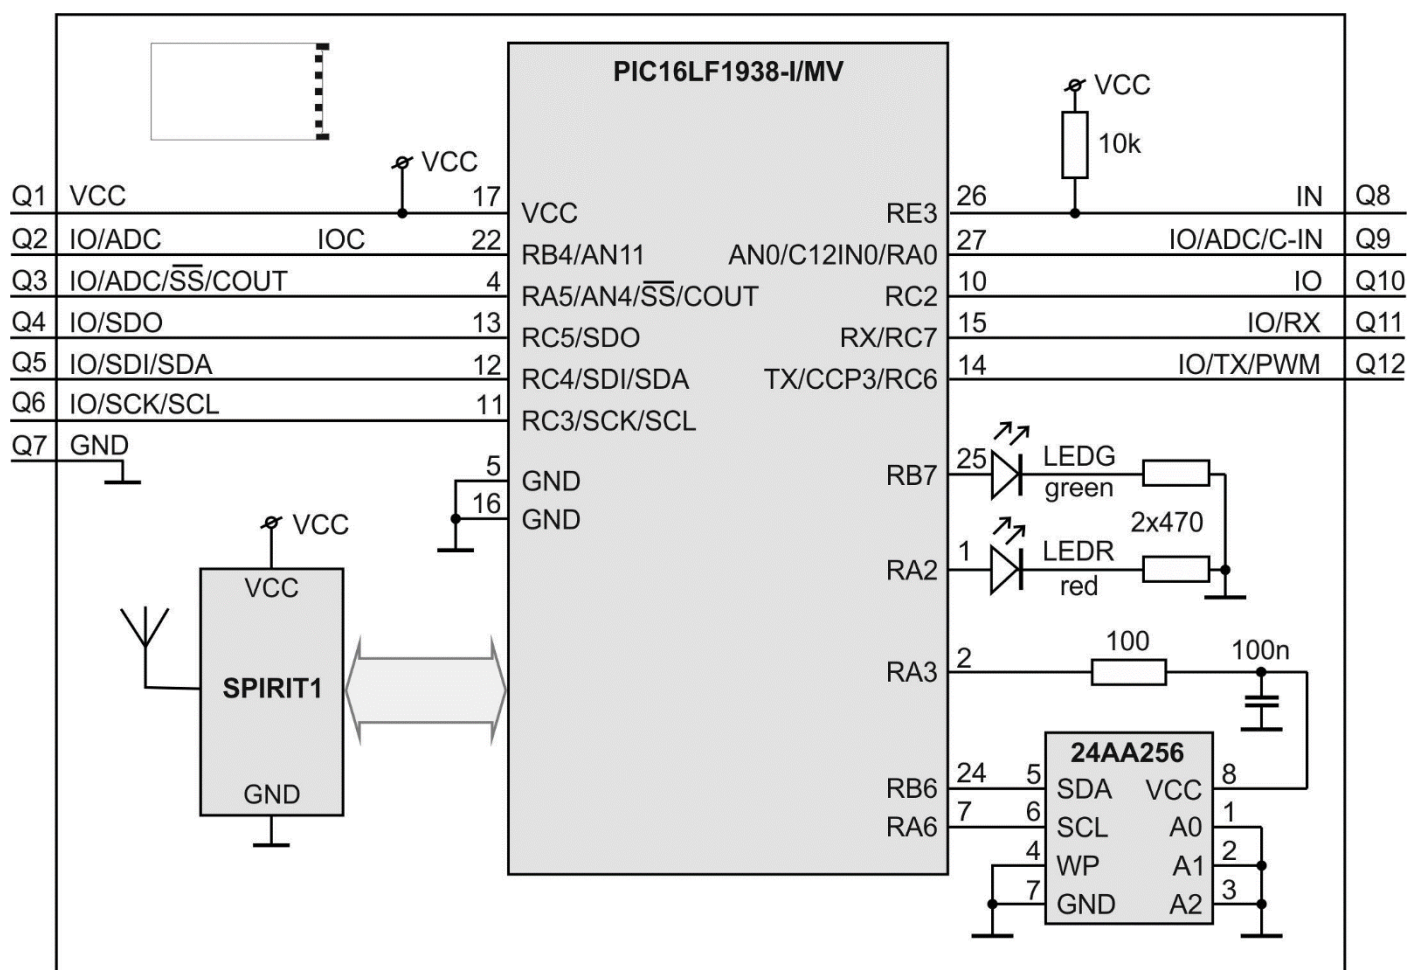 PIC16LF1938-I/MV
VCC
10k
VCC
Q1 VCC 17 VCC
RE3 26 IN Q8
Q2 IO/ADC IOC 22 RB4/AN11
AN0/C12IN0/RA0 27 IO/ADC/C-IN Q9
Q3 IO/ADC/S̅S̅/COUT 4 RA5/AN4/S̅S̅/COUT
RC2 10 IO Q10
Q4 IO/SDO 13 RC5/SDO
RX/RC7 15 IO/RX Q11
Q5 IO/SDI/SDA 12 RC4/SDI/SDA
TX/CCP3/RC6 14 IO/TX/PWM Q12
Q6 IO/SCK/SCL 11 RC3/SCK/SCL
Q7 GND
5 GND
16 GND
RB7 25 LEDG
green
2x470
RA2 1 LEDR
red
VCC
VCC
SPIRIT1
GND
RA3 2 100 100n
24AA256
RB6 24 5 SDA VCC 8
RA6 7 6 SCL A0 1
4 WP A1 2
7 GND A2 3